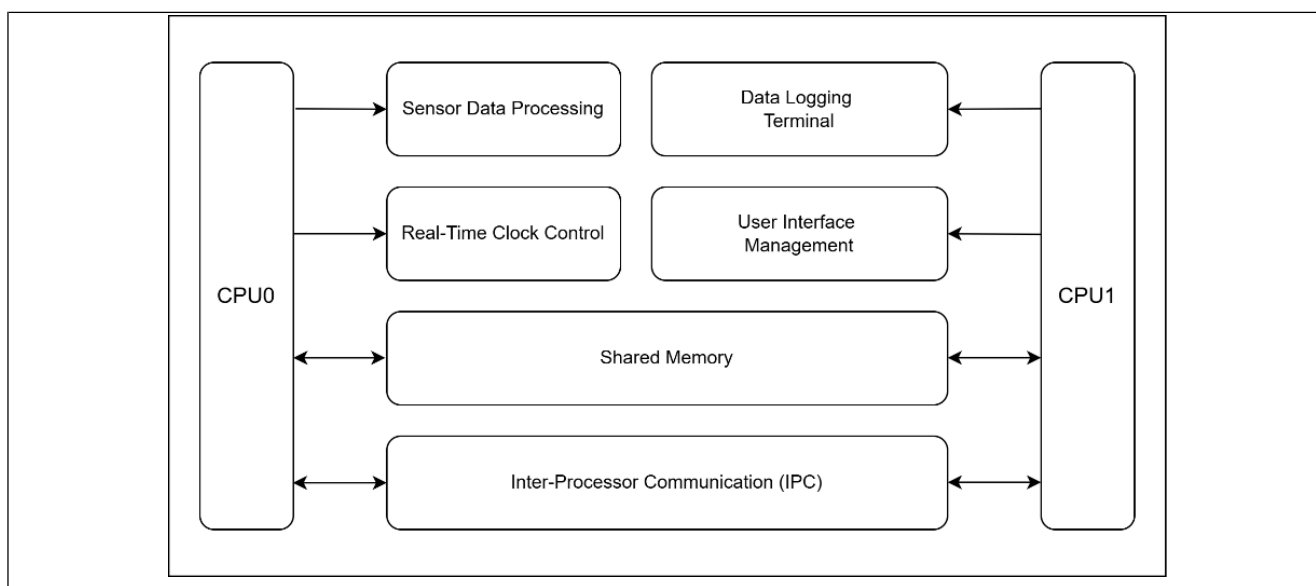 Sensor Data Processing
Data Logging
Terminal
Real-Time Clock Control
User Interface
Management
CPU0
CPU1
Shared Memory
Inter-Processor Communication (IPC)